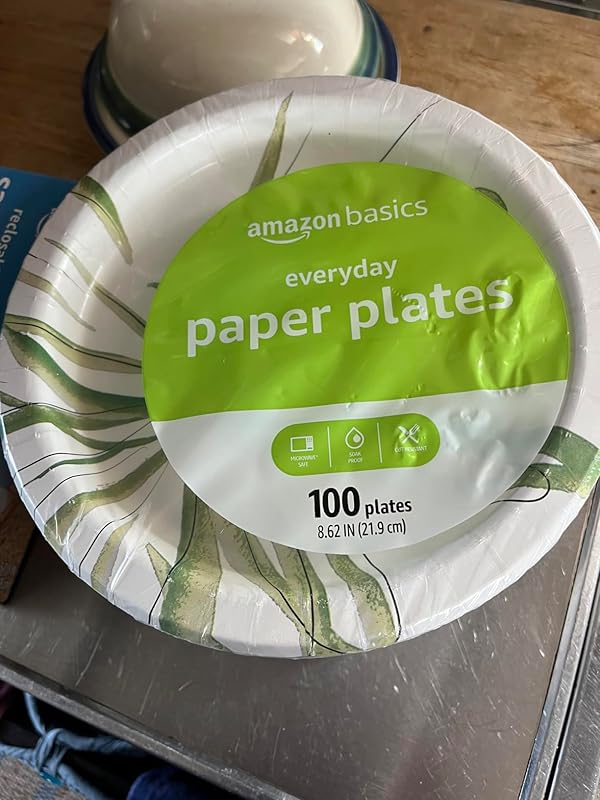 amazon basics
everyday
paper plates
MICROWAVE*
SAFE
SOAK
PROOF
CUT RESISTANT
100 plates
8.62 IN (21.9 cm)